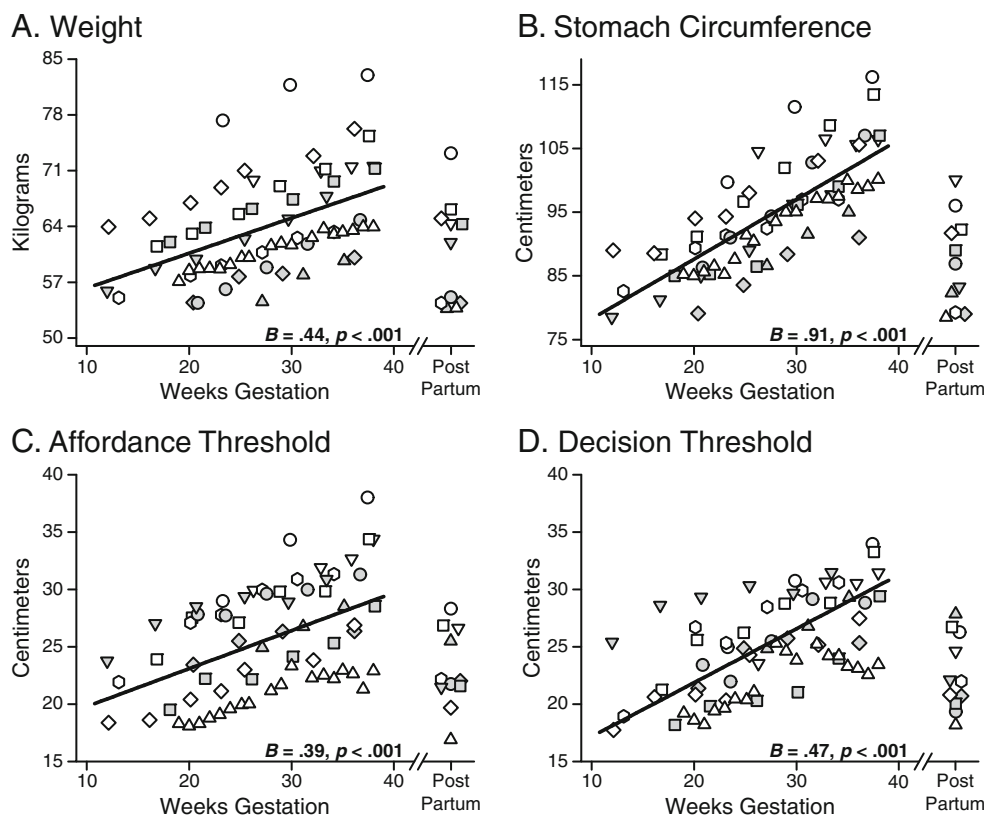 A. Weight
85
78
71
64
57
50
Kilograms
B = .44, p < .001
10
20
30
40
Post
Partum
Weeks Gestation
B. Stomach Circumference
115
105
95
85
75
Centimeters
B = .91, p < .001
10
20
30
40
Post
Partum
Weeks Gestation
C. Affordance Threshold
40
35
30
25
20
15
Centimeters
B = .39, p < .001
10
20
30
40
Post
Partum
Weeks Gestation
D. Decision Threshold
40
35
30
25
20
15
Centimeters
B = .47, p < .001
10
20
30
40
Post
Partum
Weeks Gestation